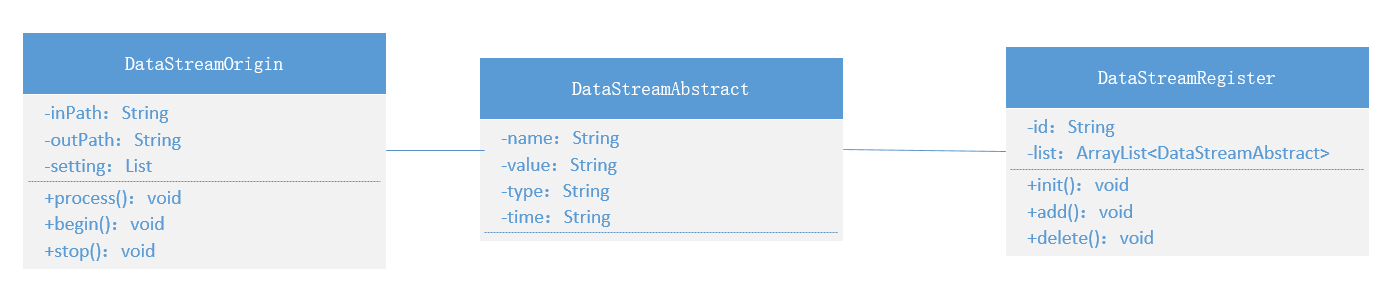 DataStreamOrigin
-inPath：String
-outPath：String
-setting：List
+process()：void
+begin()：void
+stop()：void
DataStreamAbstract
-name：String
-value：String
-type：String
-time：String
DataStreamRegister
-id：String
-list：ArrayList<DataStreamAbstract>
+init()：void
+add()：void
+delete()：void